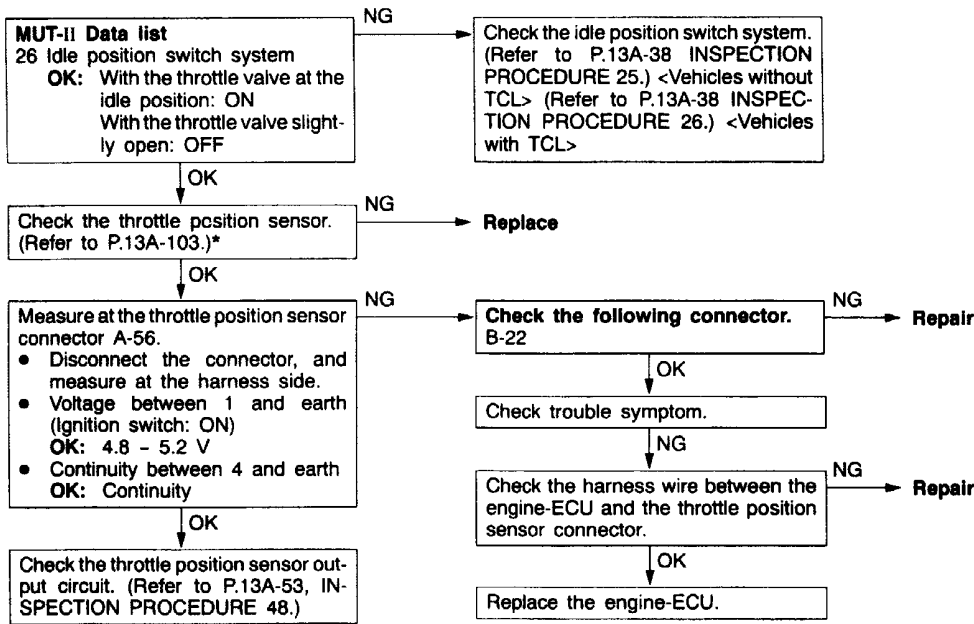 MUT-II Data list
26 Idle position switch system
OK: With the throttle valve at the
idle position: ON
With the throttle valve slight-
ly open: OFF
NG
Check the idle position switch system.
(Refer to P.13A-38 INSPECTION
PROCEDURE 25.) <Vehicles without
TCL> (Refer to P.13A-38 INSPEC-
TION PROCEDURE 26.) <Vehicles
with TCL>
OK
Check the throttle position sensor.
(Refer to P.13A-103.)*
NG
Replace
OK
Measure at the throttle position sensor
connector A-56.
● Disconnect the connector, and
measure at the harness side.
● Voltage between 1 and earth
(Ignition switch: ON)
OK: 4.8 – 5.2 V
● Continuity between 4 and earth
OK: Continuity
NG
Check the following connector.
B-22
NG
Repair
OK
Check trouble symptom.
NG
Check the harness wire between the
engine-ECU and the throttle position
sensor connector.
NG
Repair
OK
Replace the engine-ECU.
OK
Check the throttle position sensor out-
put circuit. (Refer to P.13A-53, IN-
SPECTION PROCEDURE 48.)